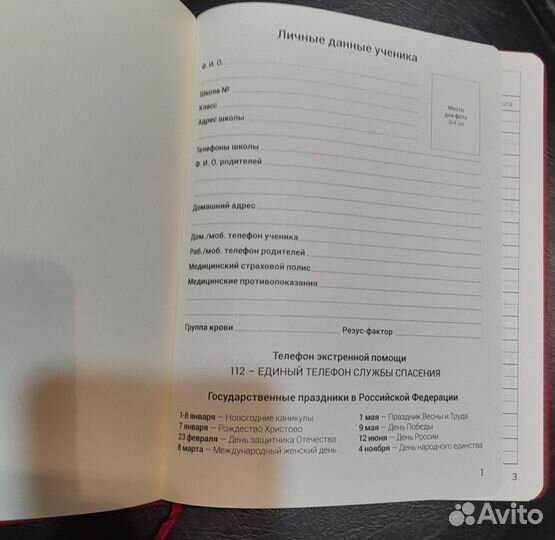 Личные данные ученика
Ф. И. О.
Школа №
Класс
Адрес школы
Место
для фото
3х4 см
Телефоны школы
Ф. И. О. родителей
Домашний адрес
Дом./моб. телефон ученика
Раб./моб. телефон родителей
Медицинский страховой полис
Медицинские противопоказания
Группа крови Резус-фактор
Телефон экстренной помощи
112 – ЕДИНЫЙ ТЕЛЕФОН СЛУЖБЫ СПАСЕНИЯ
Государственные праздники в Российской Федерации
1-8 января — Новогодние каникулы
7 января — Рождество Христово
23 февраля — День защитника Отечества
8 марта — Международный женский день
1 мая — Праздник Весны и Труда
9 мая — День Победы
12 июня — День России
4 ноября — День народного единства
1
3
Avito